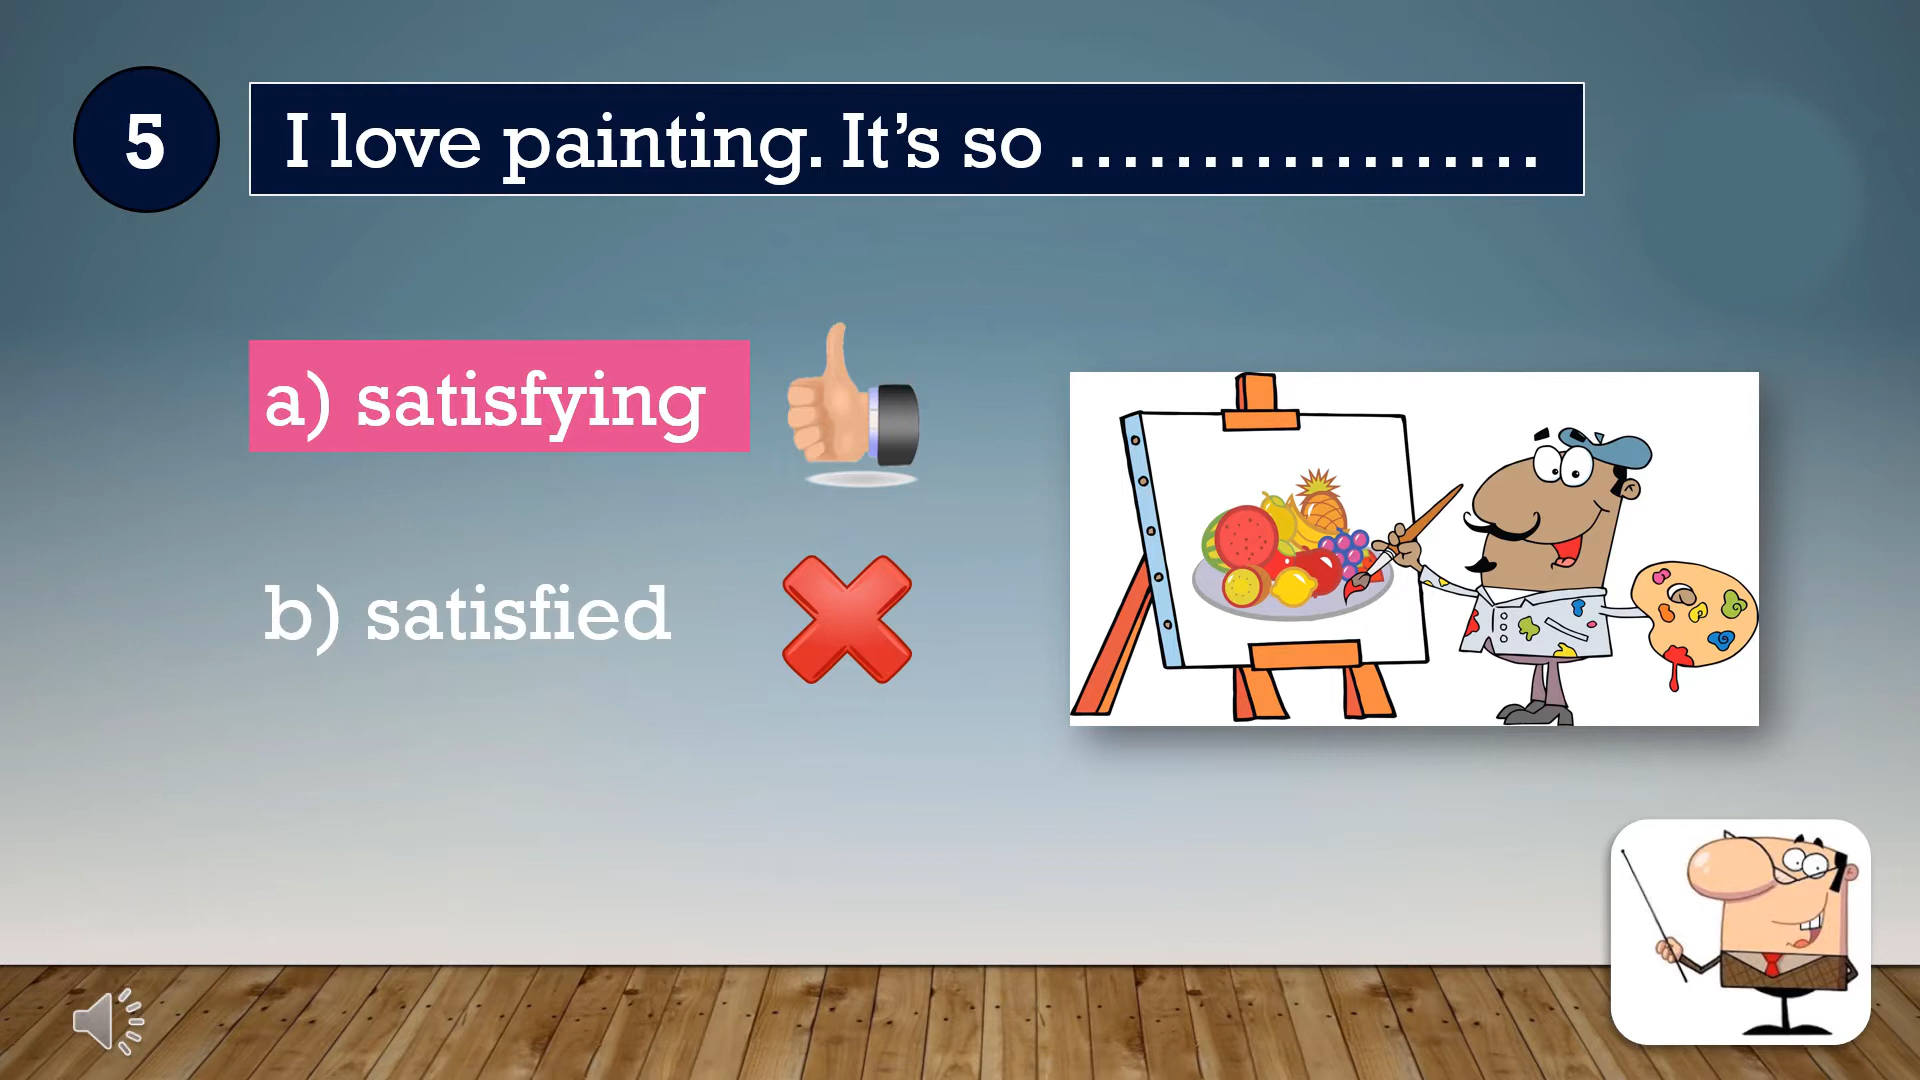 5
I love painting. It’s so ………………
a) satisfying
b) satisfied